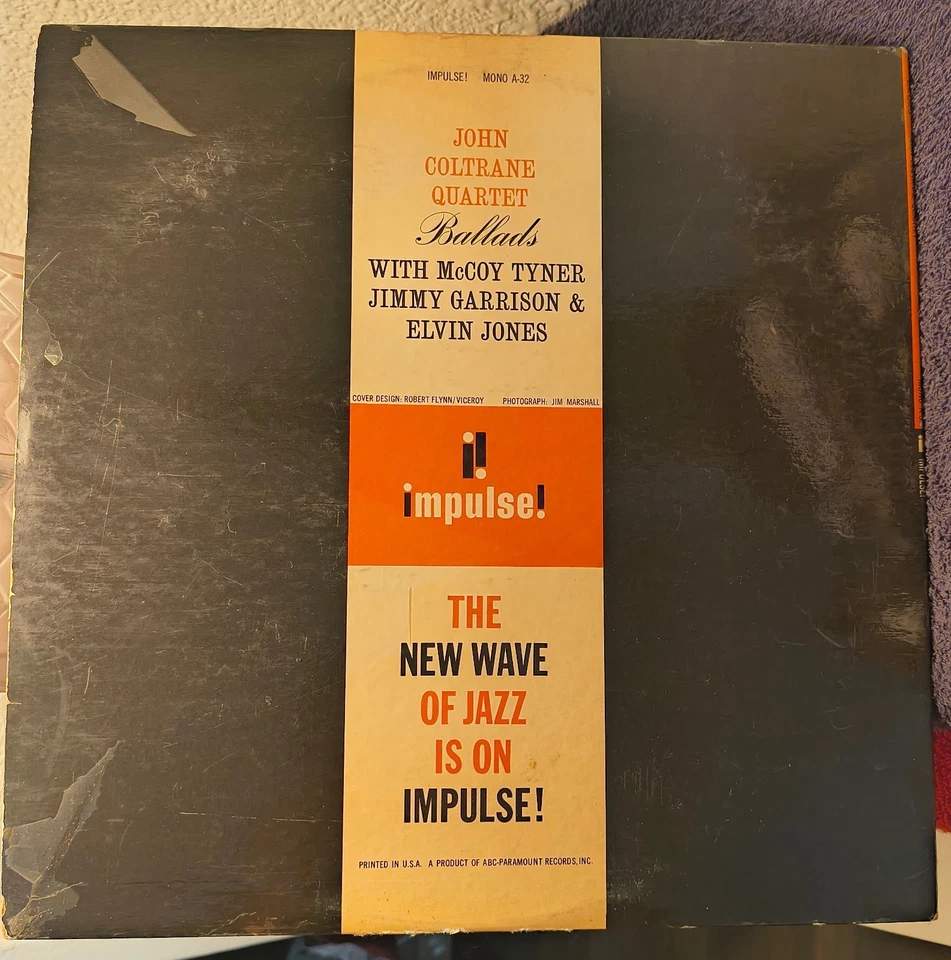 IMPULSE! MONO A-32
JOHN
COLTRANE
QUARTET
Ballads
WITH McCOY TYNER
JIMMY GARRISON &
ELVIN JONES
COVER DESIGN: ROBERT FLYNN/VICEROY PHOTOGRAPH: JIM MARSHALL
i!
impulse!
THE
NEW WAVE
OF JAZZ
IS ON
IMPULSE!
PRINTED IN U.S.A. A PRODUCT OF ABC-PARAMOUNT RECORDS, INC.